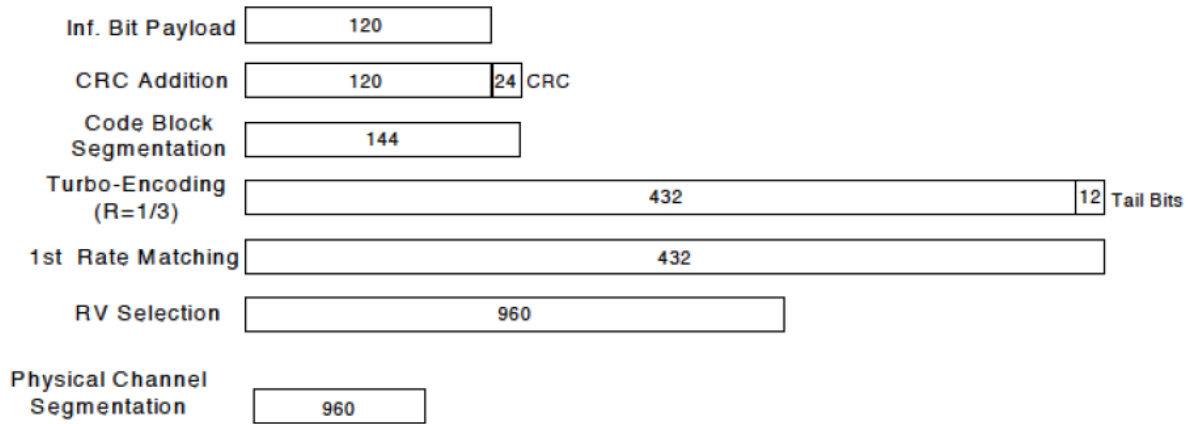 Inf. Bit Payload 120
CRC Addition 120 24 CRC
Code Block
Segmentation 144
Turbo-Encoding
(R=1/3) 432 12 Tail Bits
1st Rate Matching 432
RV Selection 960
Physical Channel
Segmentation 960